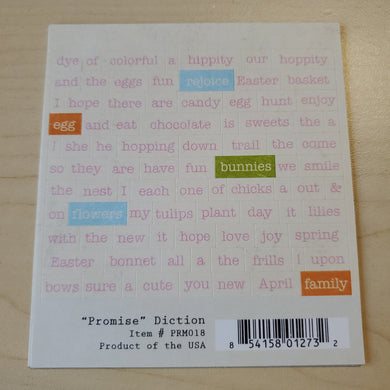 dye of colorful a hippity our hoppity
and the eggs fun rejoice Easter basket
I hope there are candy egg hunt enjoy
egg and eat chocolate is sweets the a
I she he hopping down trail the come
so they are have fun bunnies we smile
the nest I each one of chicks a out &
on flowers my tulips plant day it lilies
with the new it hope love joy spring
Easter bonnet all a the frills I upon
bows sure a cute you new April family
"Promise" Diction
Item # PRM018
Product of the USA
8 54158 01273 2